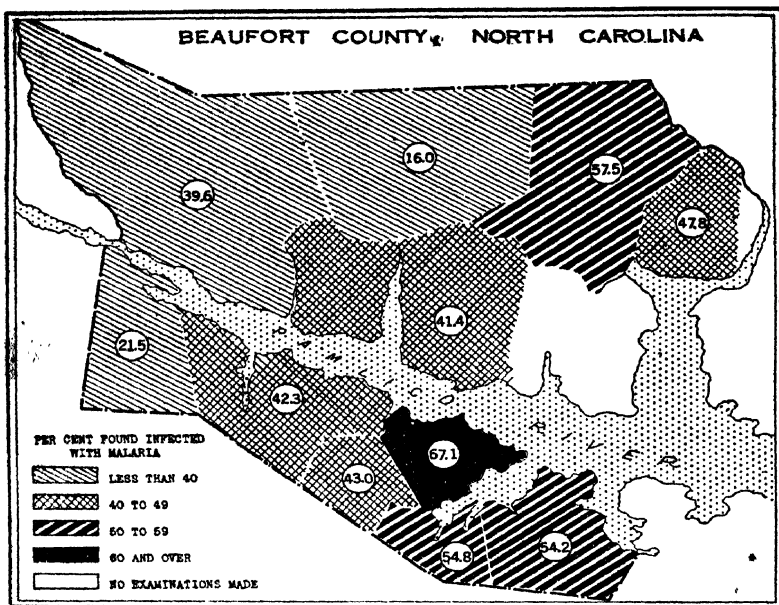 BEAUFORT COUNTY, NORTH CAROLINA
16.0
57.5
39.6
47.8
41.4
21.5
PAMLICO RIVER
42.3
67.1
43.0
54.8
54.2
PER CENT FOUND INFECTED
WITH MALARIA
LESS THAN 40
40 TO 49
50 TO 59
60 AND OVER
NO EXAMINATIONS MADE